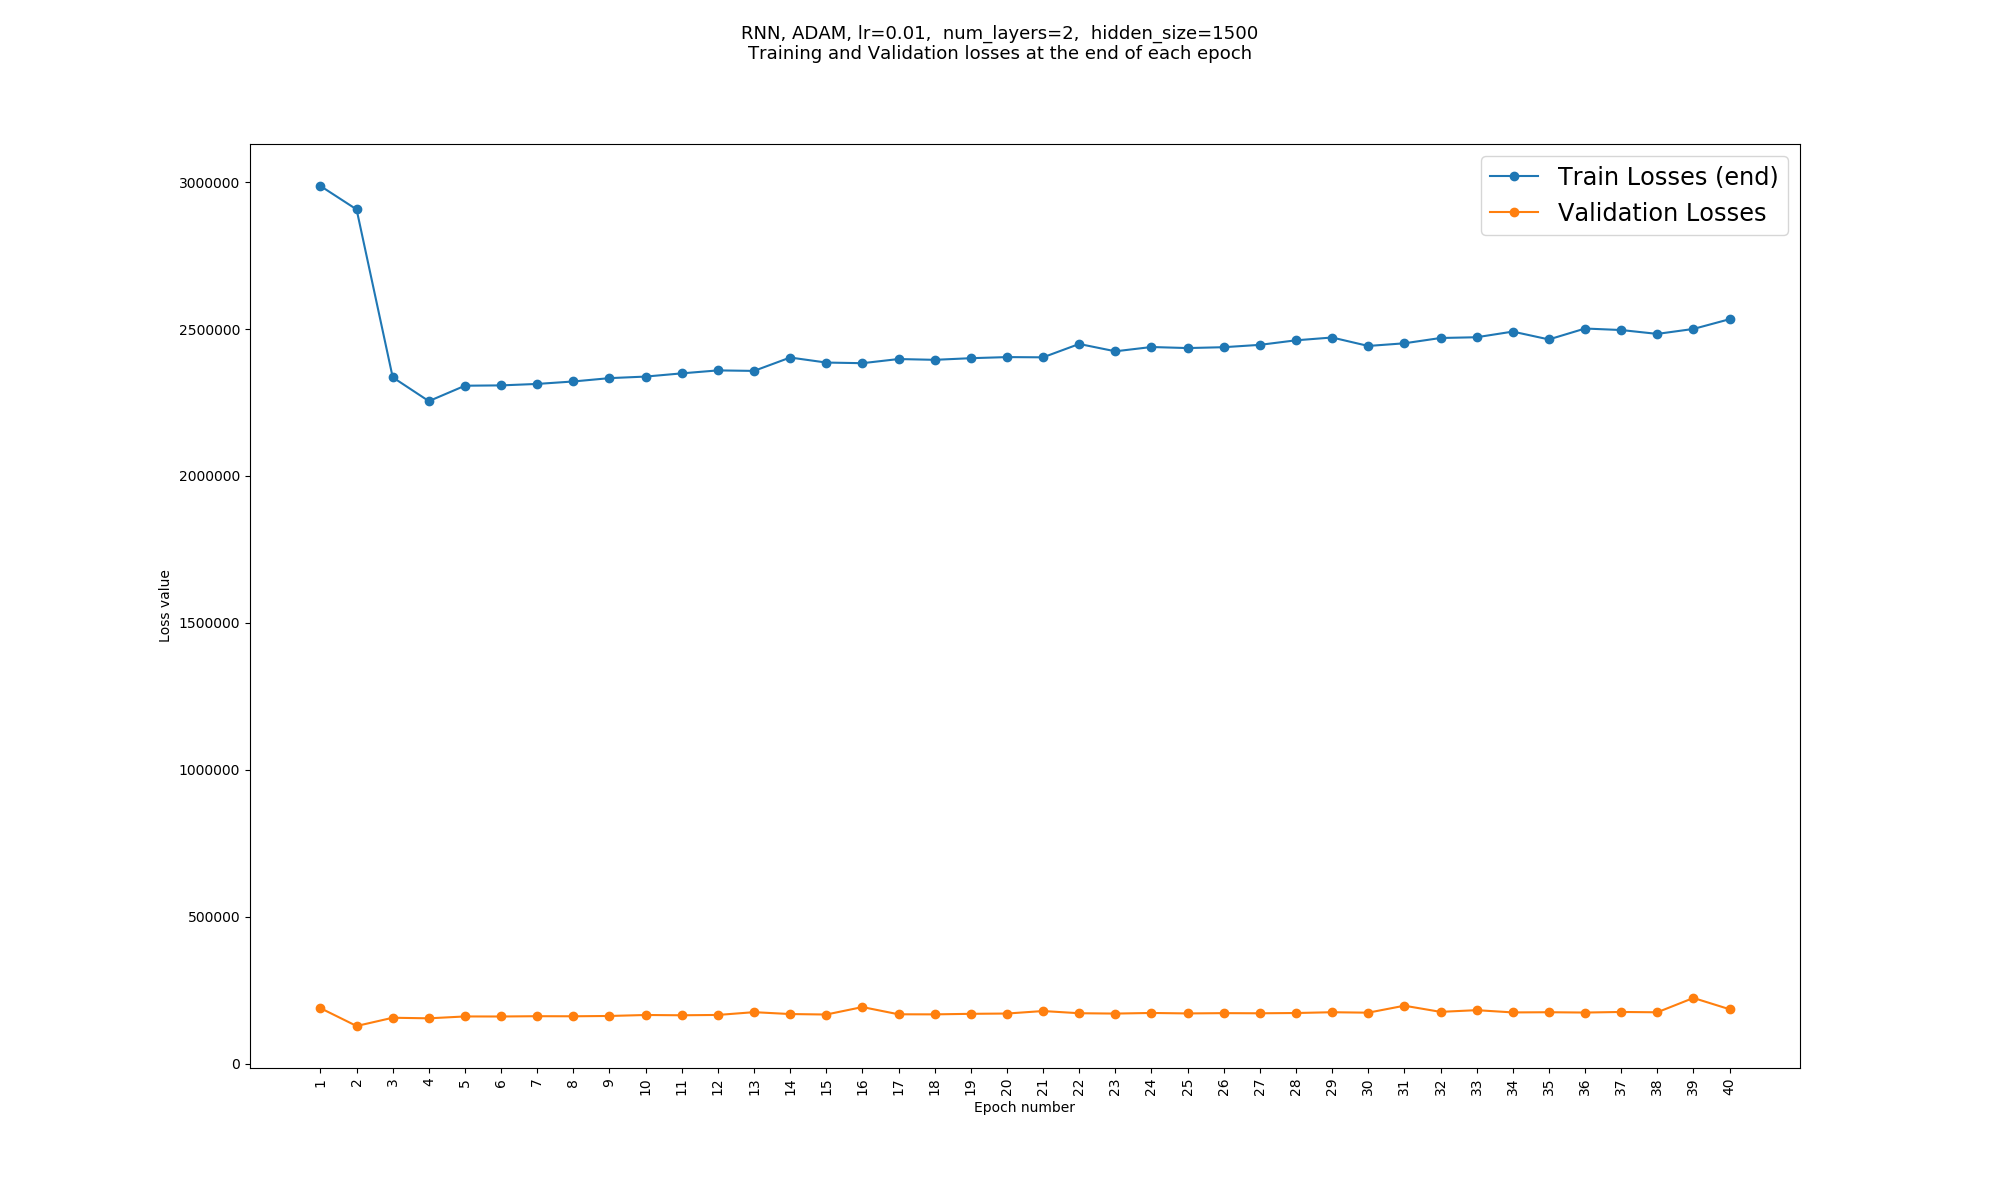 RNN, ADAM, lr=0.01,  num_layers=2,  hidden_size=1500
Training and Validation losses at the end of each epoch
Train Losses (end)
Validation Losses
3000000
2500000
2000000
1500000
1000000
500000
0
Loss value
1 2 3 4 5 6 7 8 9 10 11 12 13 14 15 16 17 18 19 20 21 22 23 24 25 26 27 28 29 30 31 32 33 34 35 36 37 38 39 40
Epoch number